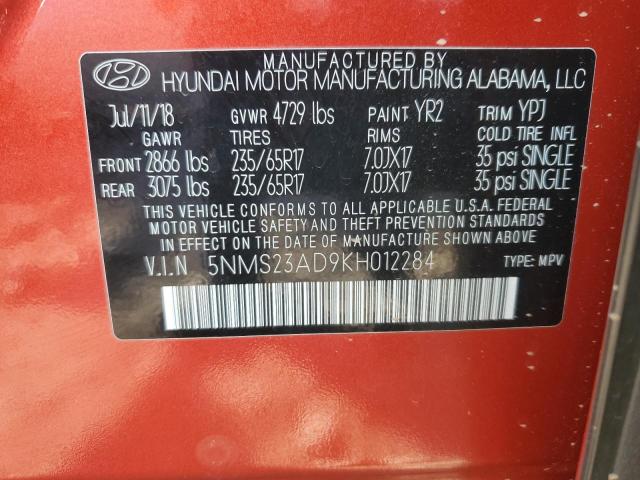 MANUFACTURED BY
HYUNDAI MOTOR MANUFACTURING ALABAMA, LLC
Jul/11/18 GVWR 4729 lbs PAINT YR2 TRIM YPJ
GAWR TIRES RIMS COLD TIRE INFL
FRONT 2866 lbs 235/65R17 7.0JX17 35 psi SINGLE
REAR 3075 lbs 235/65R17 7.0JX17 35 psi SINGLE
THIS VEHICLE CONFORMS TO ALL APPLICABLE U.S.A. FEDERAL
MOTOR VEHICLE SAFETY AND THEFT PREVENTION STANDARDS
IN EFFECT ON THE DATE OF MANUFACTURE SHOWN ABOVE.
V.I.N 5NMS23AD9KH012284 TYPE: MPV